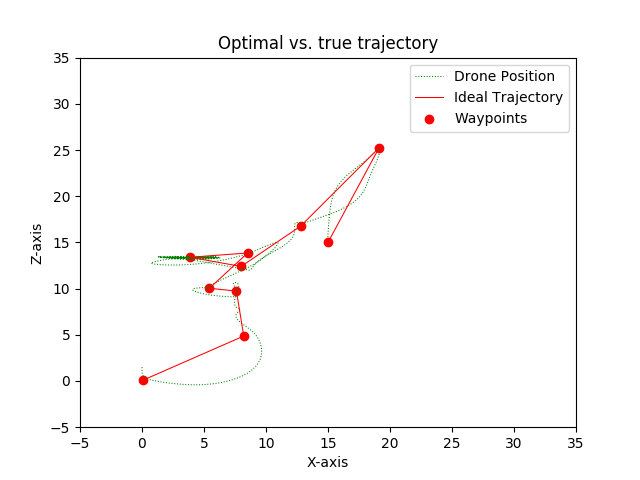 Optimal vs. true trajectory
Drone Position
Ideal Trajectory
Waypoints
35
30
25
20
15
10
5
0
−5
Z-axis
−5 0 5 10 15 20 25 30 35
X-axis